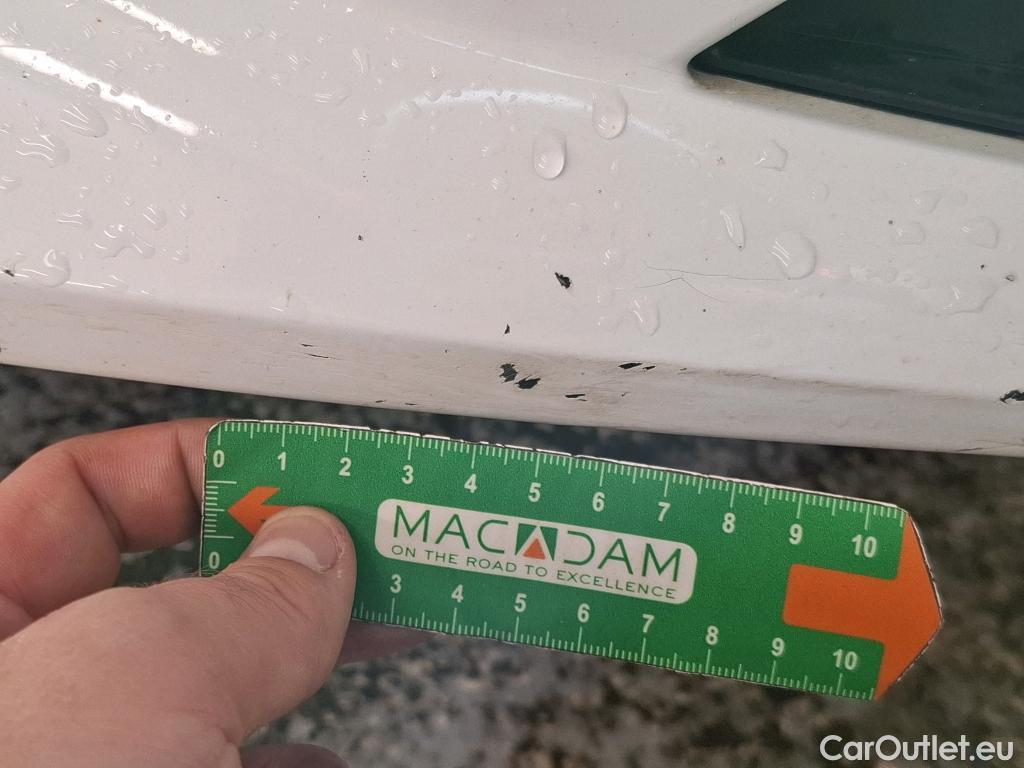 0 1 2 3 4 5 6 7 8 9 10
MACADAM
ON THE ROAD TO EXCELLENCE
0 3 4 5 6 7 8 9 10
CarOutlet.eu